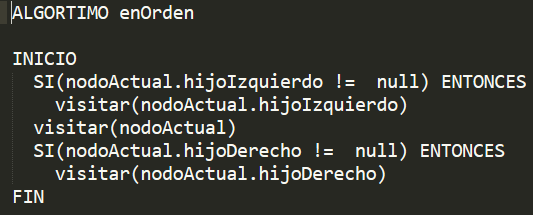 ALGORTIMO enOrden
INICIO
SI(nodoActual.hijoIzquierdo !=  null) ENTONCES
visitar(nodoActual.hijoIzquierdo)
visitar(nodoActual)
SI(nodoActual.hijoDerecho !=  null) ENTONCES
visitar(nodoActual.hijoDerecho)
FIN